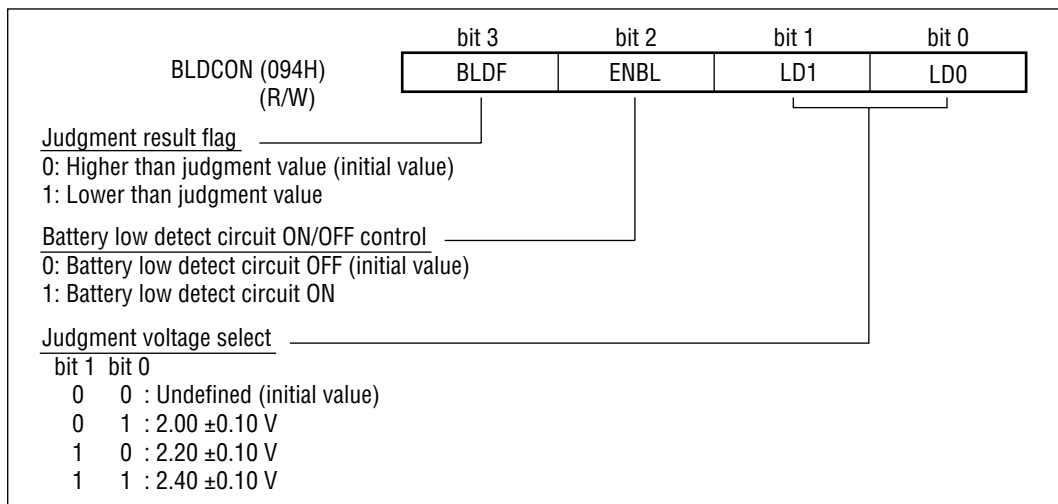 bit 3 bit 2 bit 1 bit 0
BLDCON (094H) BLDF ENBL LD1 LD0
(R/W)
Judgment result flag
0: Higher than judgment value (initial value)
1: Lower than judgment value
Battery low detect circuit ON/OFF control
0: Battery low detect circuit OFF (initial value)
1: Battery low detect circuit ON
Judgment voltage select
bit 1 bit 0
0 0 : Undefined (initial value)
0 1 : 2.00 ±0.10 V
1 0 : 2.20 ±0.10 V
1 1 : 2.40 ±0.10 V